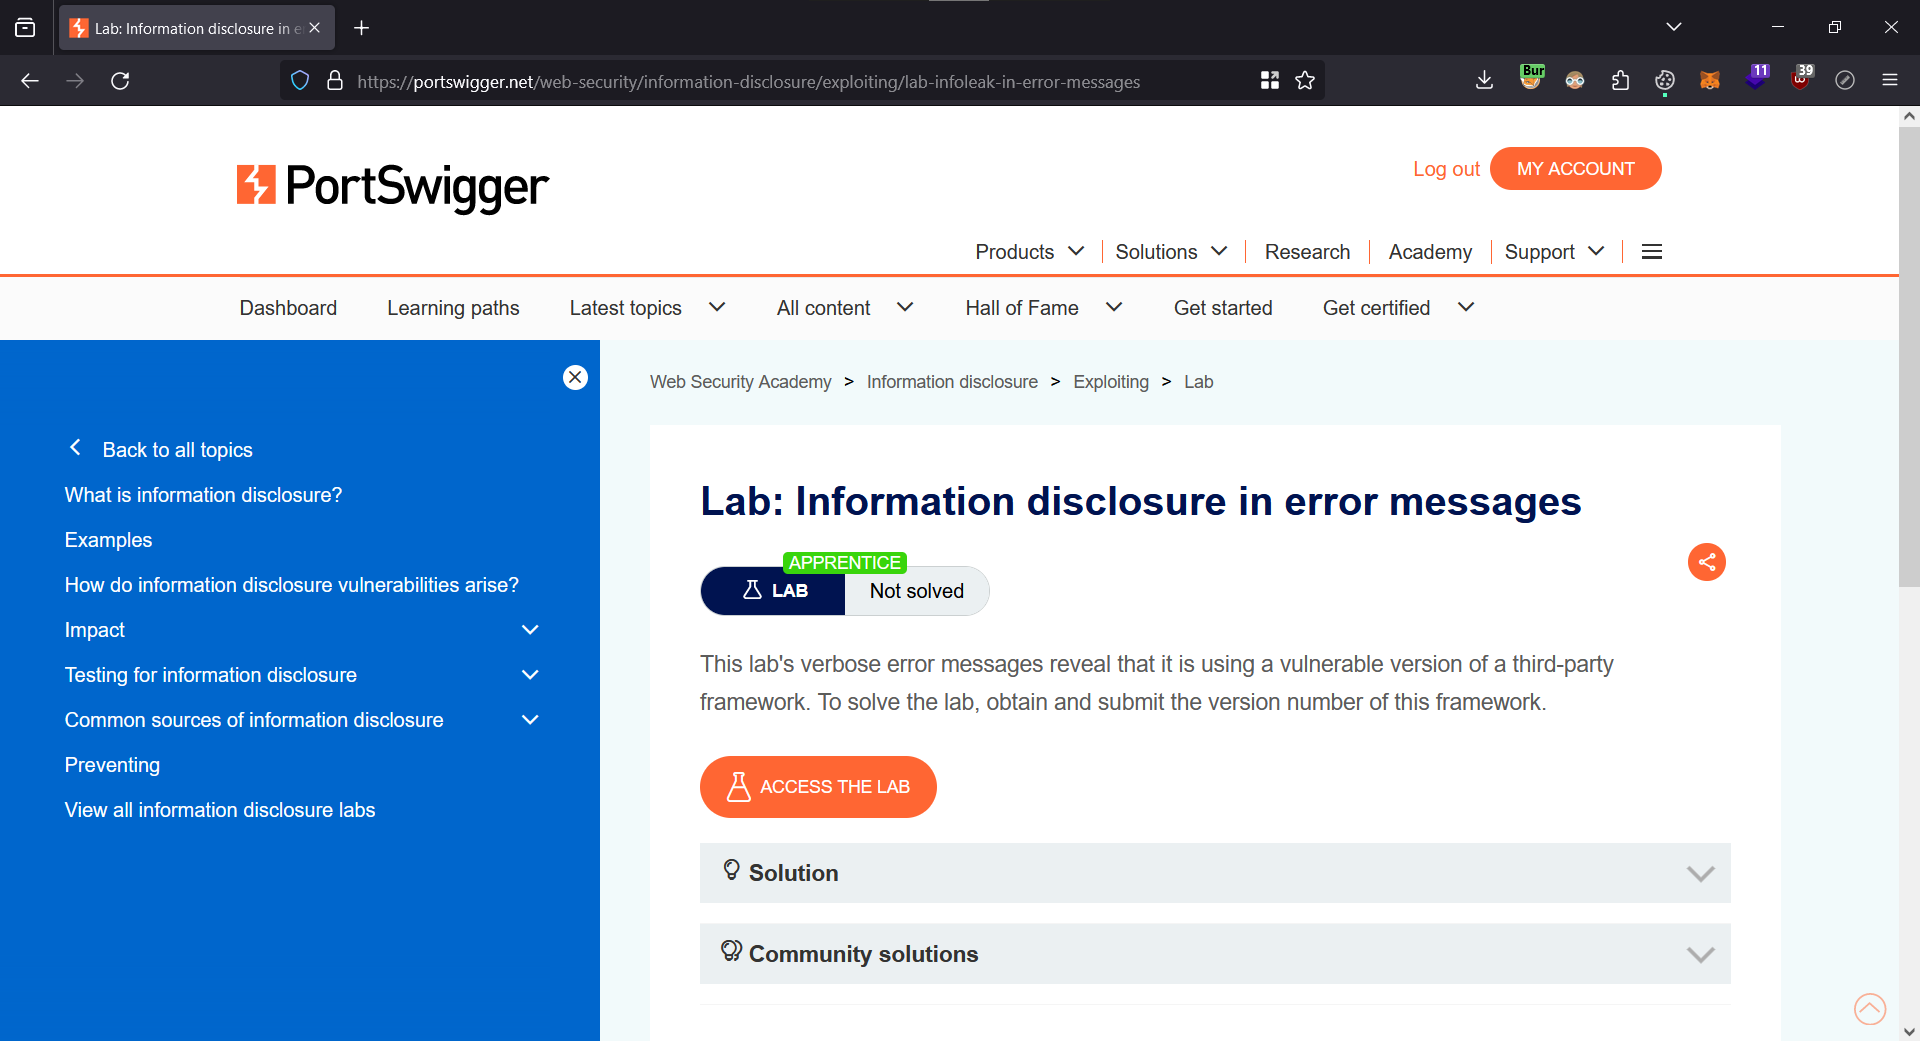 Lab: Information disclosure in e
https://portswigger.net/web-security/information-disclosure/exploiting/lab-infoleak-in-error-messages
Bur
11
39
PortSwigger
Log out
MY ACCOUNT
Products
Solutions
Research
Academy
Support
Dashboard
Learning paths
Latest topics
All content
Hall of Fame
Get started
Get certified
Back to all topics
What is information disclosure?
Examples
How do information disclosure vulnerabilities arise?
Impact
Testing for information disclosure
Common sources of information disclosure
Preventing
View all information disclosure labs
Web Security Academy > Information disclosure > Exploiting > Lab
Lab: Information disclosure in error messages
APPRENTICE
LAB
Not solved
This lab's verbose error messages reveal that it is using a vulnerable version of a third-party
framework. To solve the lab, obtain and submit the version number of this framework.
ACCESS THE LAB
Solution
Community solutions